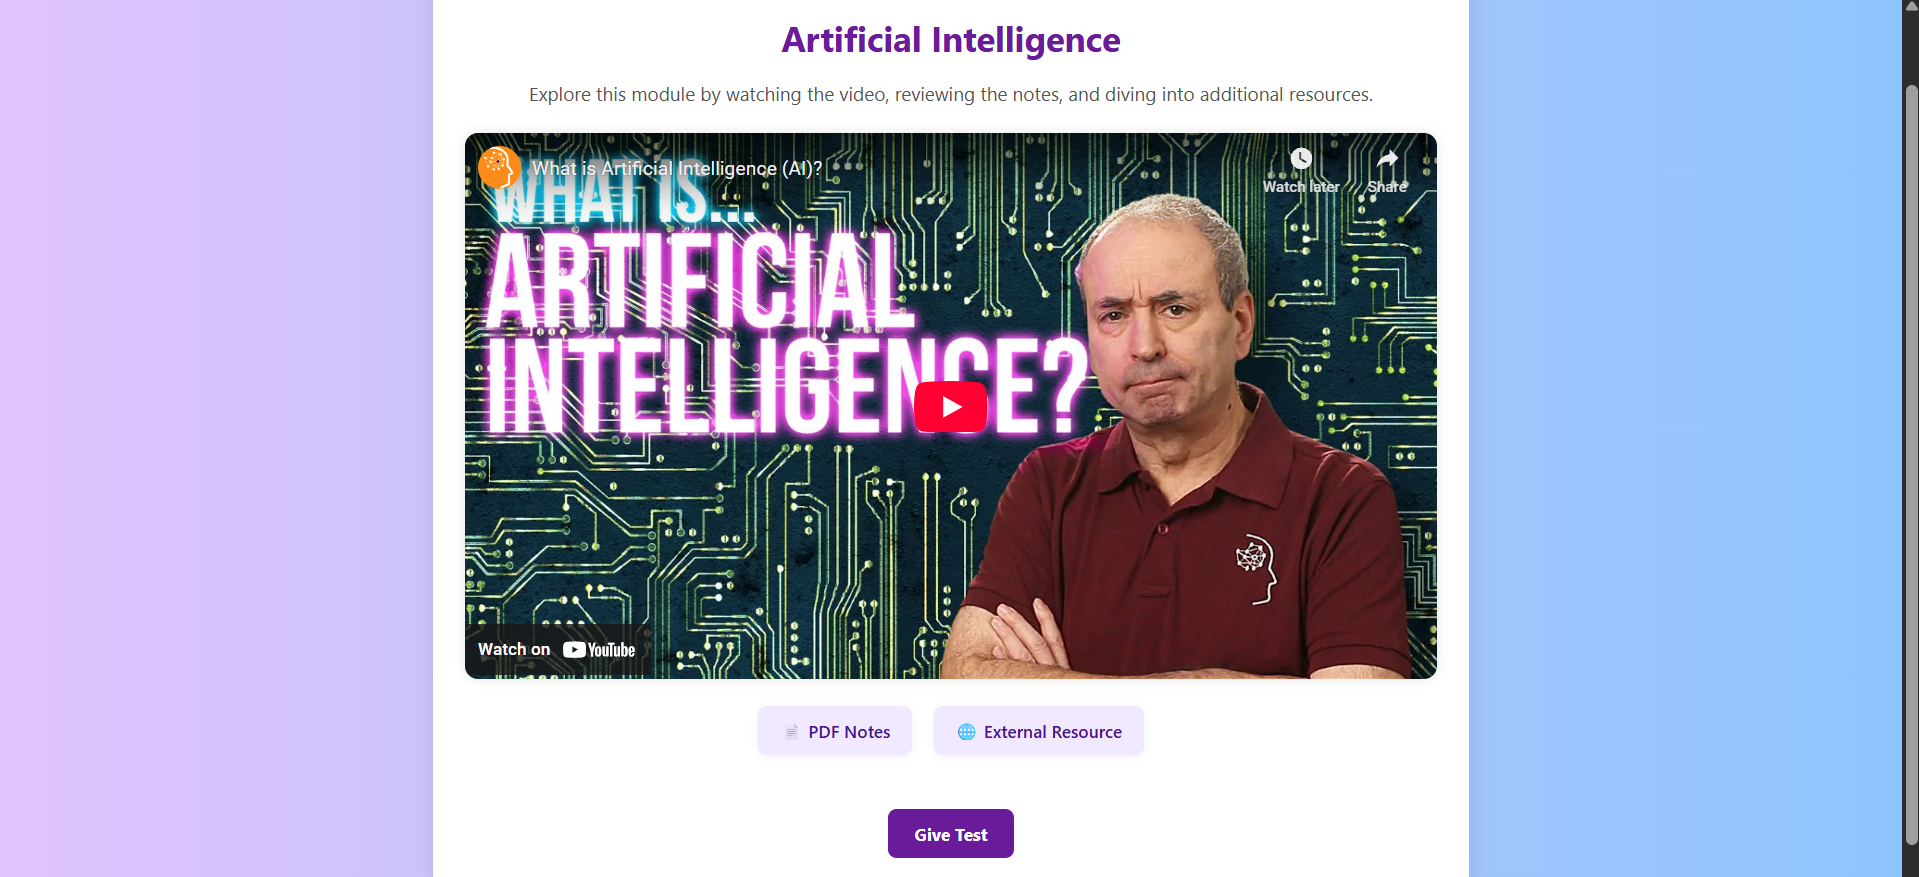 Artificial Intelligence
Explore this module by watching the video, reviewing the notes, and diving into additional resources.
What is Artificial Intelligence (AI)?
Watch later
Share
WHAT IS...
ARTIFICIAL
INTELLIGENCE?
Watch on YouTube
PDF Notes
External Resource
Give Test